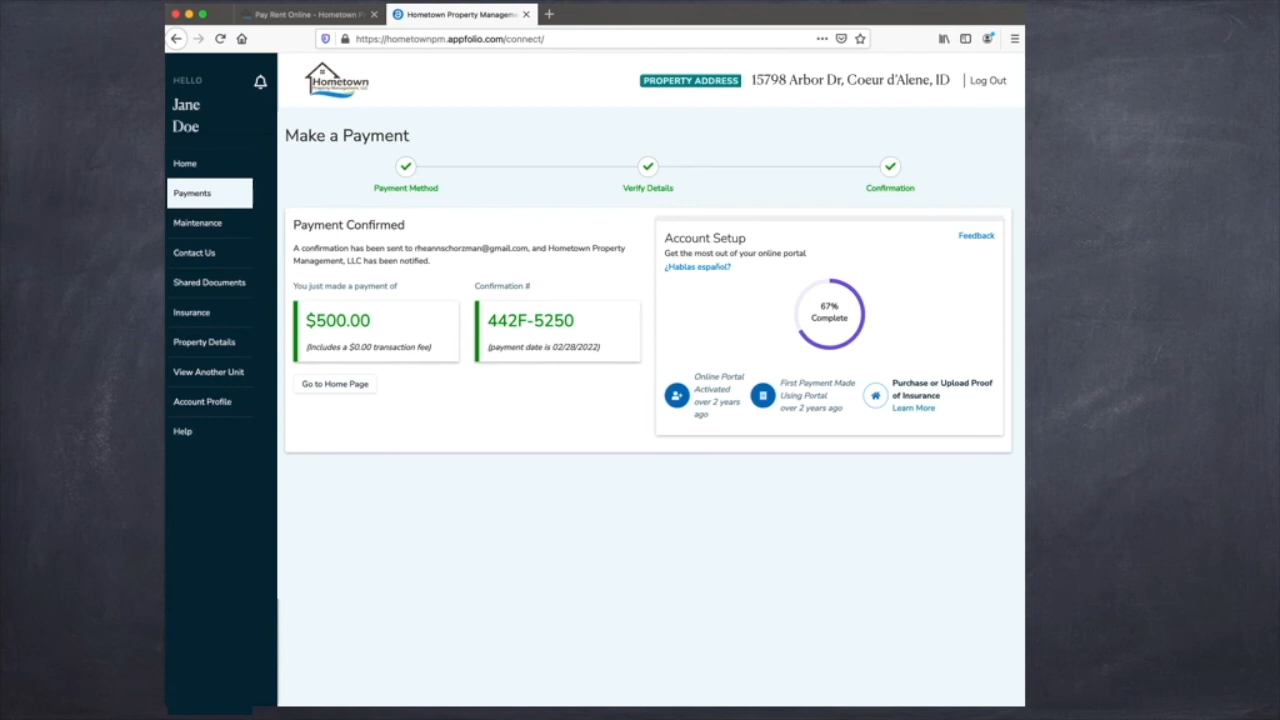 Pay Rent Online - Hometown P
Hometown Property Managem
https://hometownpm.appfolio.com/connect/
HELLO
Jane
Doe
Home
Payments
Maintenance
Contact Us
Shared Documents
Insurance
Property Details
View Another Unit
Account Profile
Help
Hometown
Property Management, LLC
PROPERTY ADDRESS 15798 Arbor Dr, Coeur d'Alene, ID | Log Out
Make a Payment
Payment Method
Verify Details
Confirmation
Payment Confirmed
A confirmation has been sent to rheannschorzman@gmail.com, and Hometown Property
Management, LLC has been notified.
You just made a payment of
$500.00
(Includes a $0.00 transaction fee)
Confirmation #
442F-5250
(payment date is 02/28/2022)
Go to Home Page
Account Setup
Feedback
Get the most out of your online portal
¿Hablas español?
67%
Complete
Online Portal
Activated
over 2 years
ago
First Payment Made
Using Portal
over 2 years ago
Purchase or Upload Proof
of Insurance
Learn More